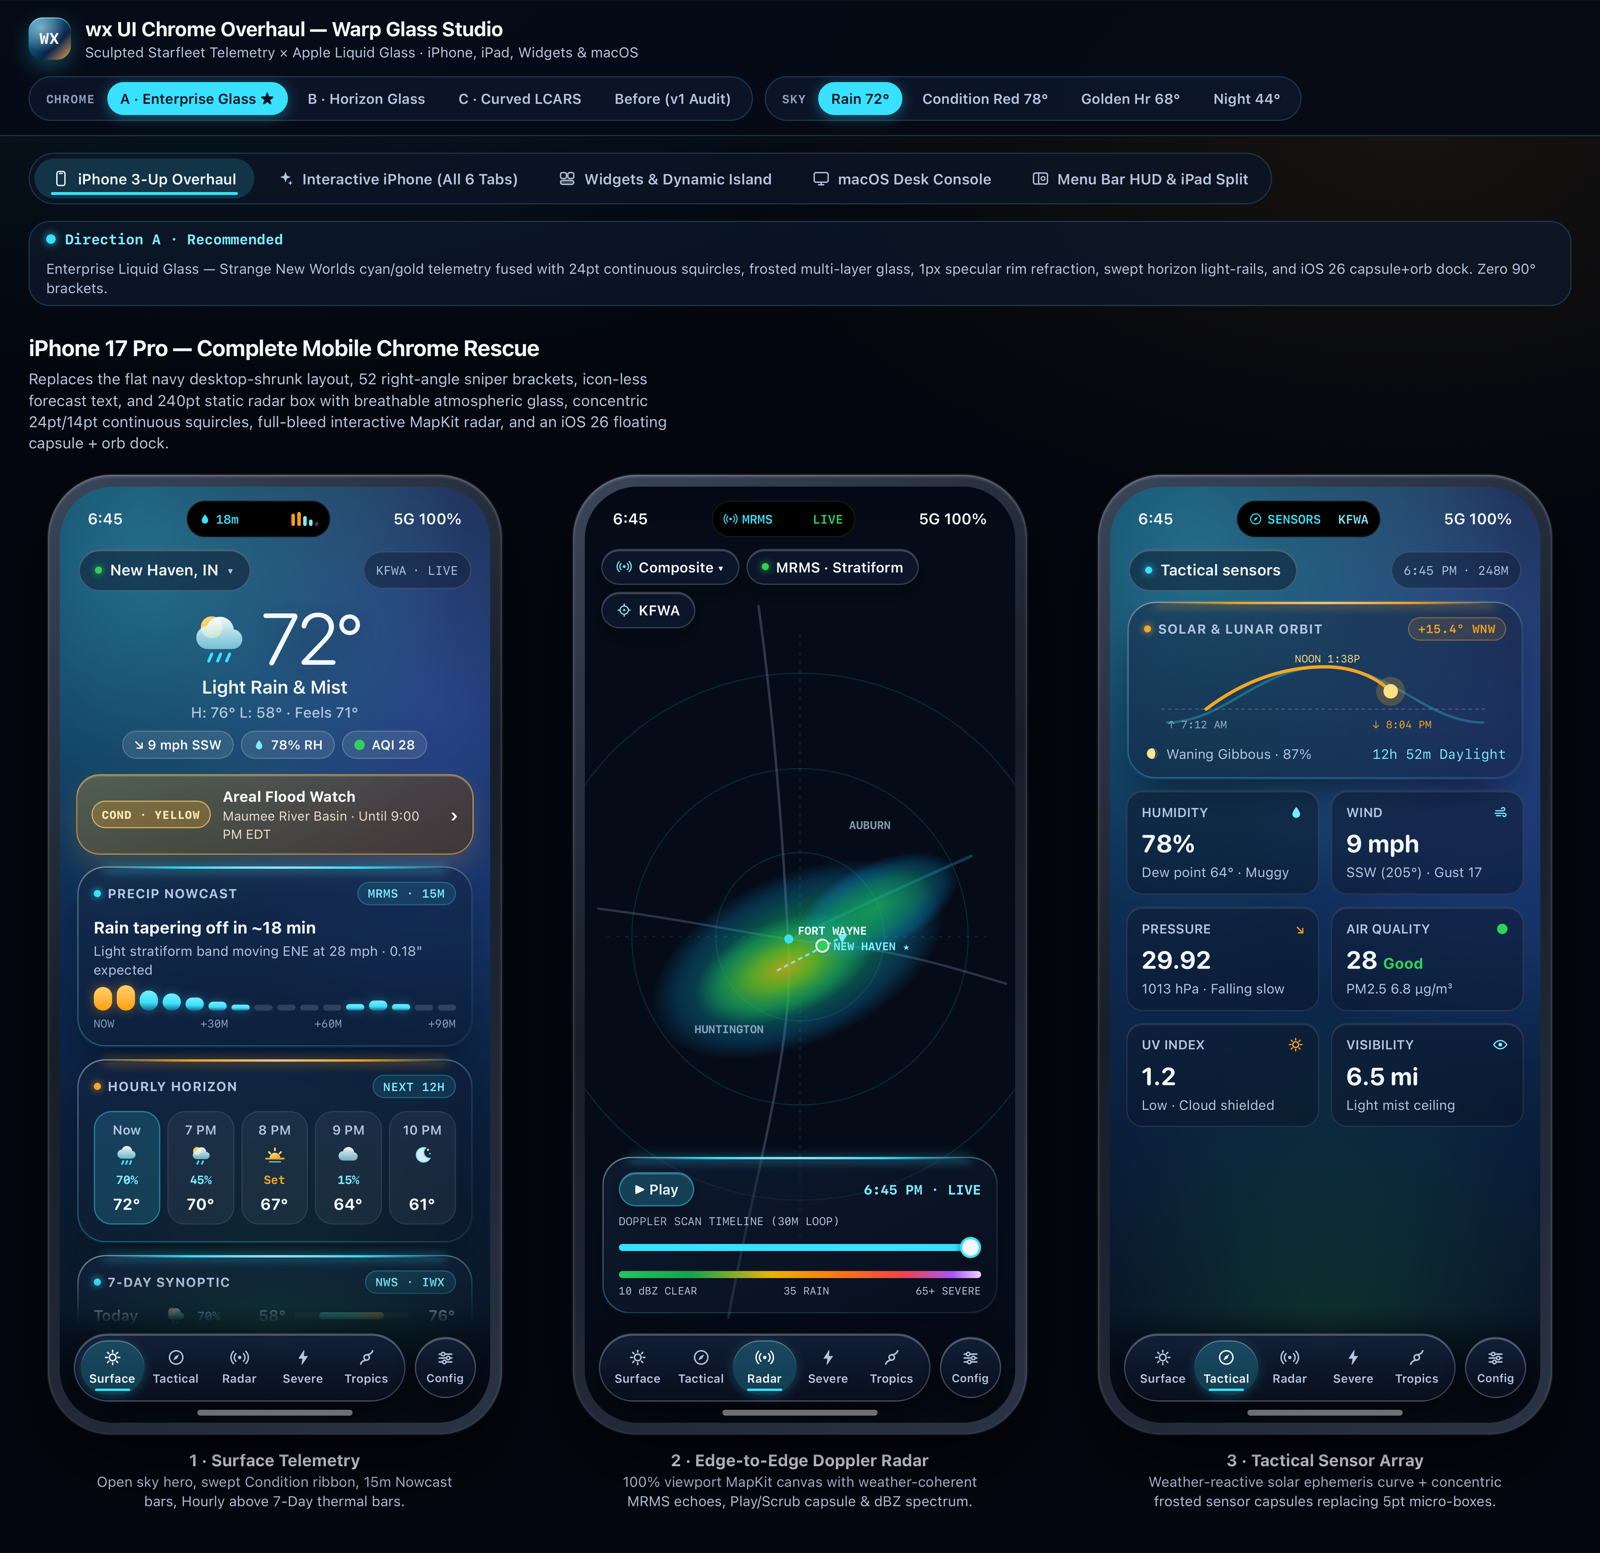 WX
wx UI Chrome Overhaul — Warp Glass Studio
Sculpted Starfleet Telemetry × Apple Liquid Glass · iPhone, iPad, Widgets & macOS
CHROME A · Enterprise Glass ★ B · Horizon Glass C · Curved LCARS Before (v1 Audit)
SKY Rain 72° Condition Red 78° Golden Hr 68° Night 44°
iPhone 3-Up Overhaul Interactive iPhone (All 6 Tabs) Widgets & Dynamic Island macOS Desk Console Menu Bar HUD & iPad Split
Direction A · Recommended
Enterprise Liquid Glass — Strange New Worlds cyan/gold telemetry fused with 24pt continuous squircles, frosted multi-layer glass, 1px specular rim refraction, swept horizon light-rails, and iOS 26 capsule+orb dock. Zero 90°
brackets.
iPhone 17 Pro — Complete Mobile Chrome Rescue
Replaces the flat navy desktop-shrunk layout, 52 right-angle sniper brackets, icon-less
forecast text, and 240pt static radar box with breathable atmospheric glass, concentric
24pt/14pt continuous squircles, full-bleed interactive MapKit radar, and an iOS 26 floating
capsule + orb dock.
6:45 18m 5G 100%
New Haven, IN ▾ KFWA · LIVE
72°
Light Rain & Mist
H: 76° L: 58° · Feels 71°
↘ 9 mph SSW 78% RH AQI 28
COND · YELLOW
Areal Flood Watch
Maumee River Basin · Until 9:00
PM EDT
›
PRECIP NOWCAST MRMS · 15M
Rain tapering off in ~18 min
Light stratiform band moving ENE at 28 mph · 0.18"
expected
NOW +30M +60M +90M
HOURLY HORIZON NEXT 12H
Now 7 PM 8 PM 9 PM 10 PM
70% 45% Set 15%
72° 70° 67° 64° 61°
7-DAY SYNOPTIC NWS · IWX
Today 70% 58° 76°
Surface Tactical Radar Severe Tropics Config
1 · Surface Telemetry
Open sky hero, swept Condition ribbon, 15m Nowcast
bars, Hourly above 7-Day thermal bars.
6:45 MRMS LIVE 5G 100%
Composite ▾ MRMS · Stratiform
KFWA
AUBURN
FORT WAYNE
NEW HAVEN ★
HUNTINGTON
▶ Play 6:45 PM · LIVE
DOPPLER SCAN TIMELINE (30M LOOP)
10 dBZ CLEAR 35 RAIN 65+ SEVERE
Surface Tactical Radar Severe Tropics Config
2 · Edge-to-Edge Doppler Radar
100% viewport MapKit canvas with weather-coherent
MRMS echoes, Play/Scrub capsule & dBZ spectrum.
6:45 SENSORS KFWA 5G 100%
Tactical sensors 6:45 PM · 248M
SOLAR & LUNAR ORBIT +15.4° WNW
NOON 1:38P
↑ 7:12 AM ↓ 8:04 PM
Waning Gibbous · 87% 12h 52m Daylight
HUMIDITY
78%
Dew point 64° · Muggy
WIND
9 mph
SSW (205°) · Gust 17
PRESSURE ↘
29.92
1013 hPa · Falling slow
AIR QUALITY
28 Good
PM2.5 6.8 µg/m³
UV INDEX
1.2
Low · Cloud shielded
VISIBILITY
6.5 mi
Light mist ceiling
Surface Tactical Radar Severe Tropics Config
3 · Tactical Sensor Array
Weather-reactive solar ephemeris curve + concentric
frosted sensor capsules replacing 5pt micro-boxes.